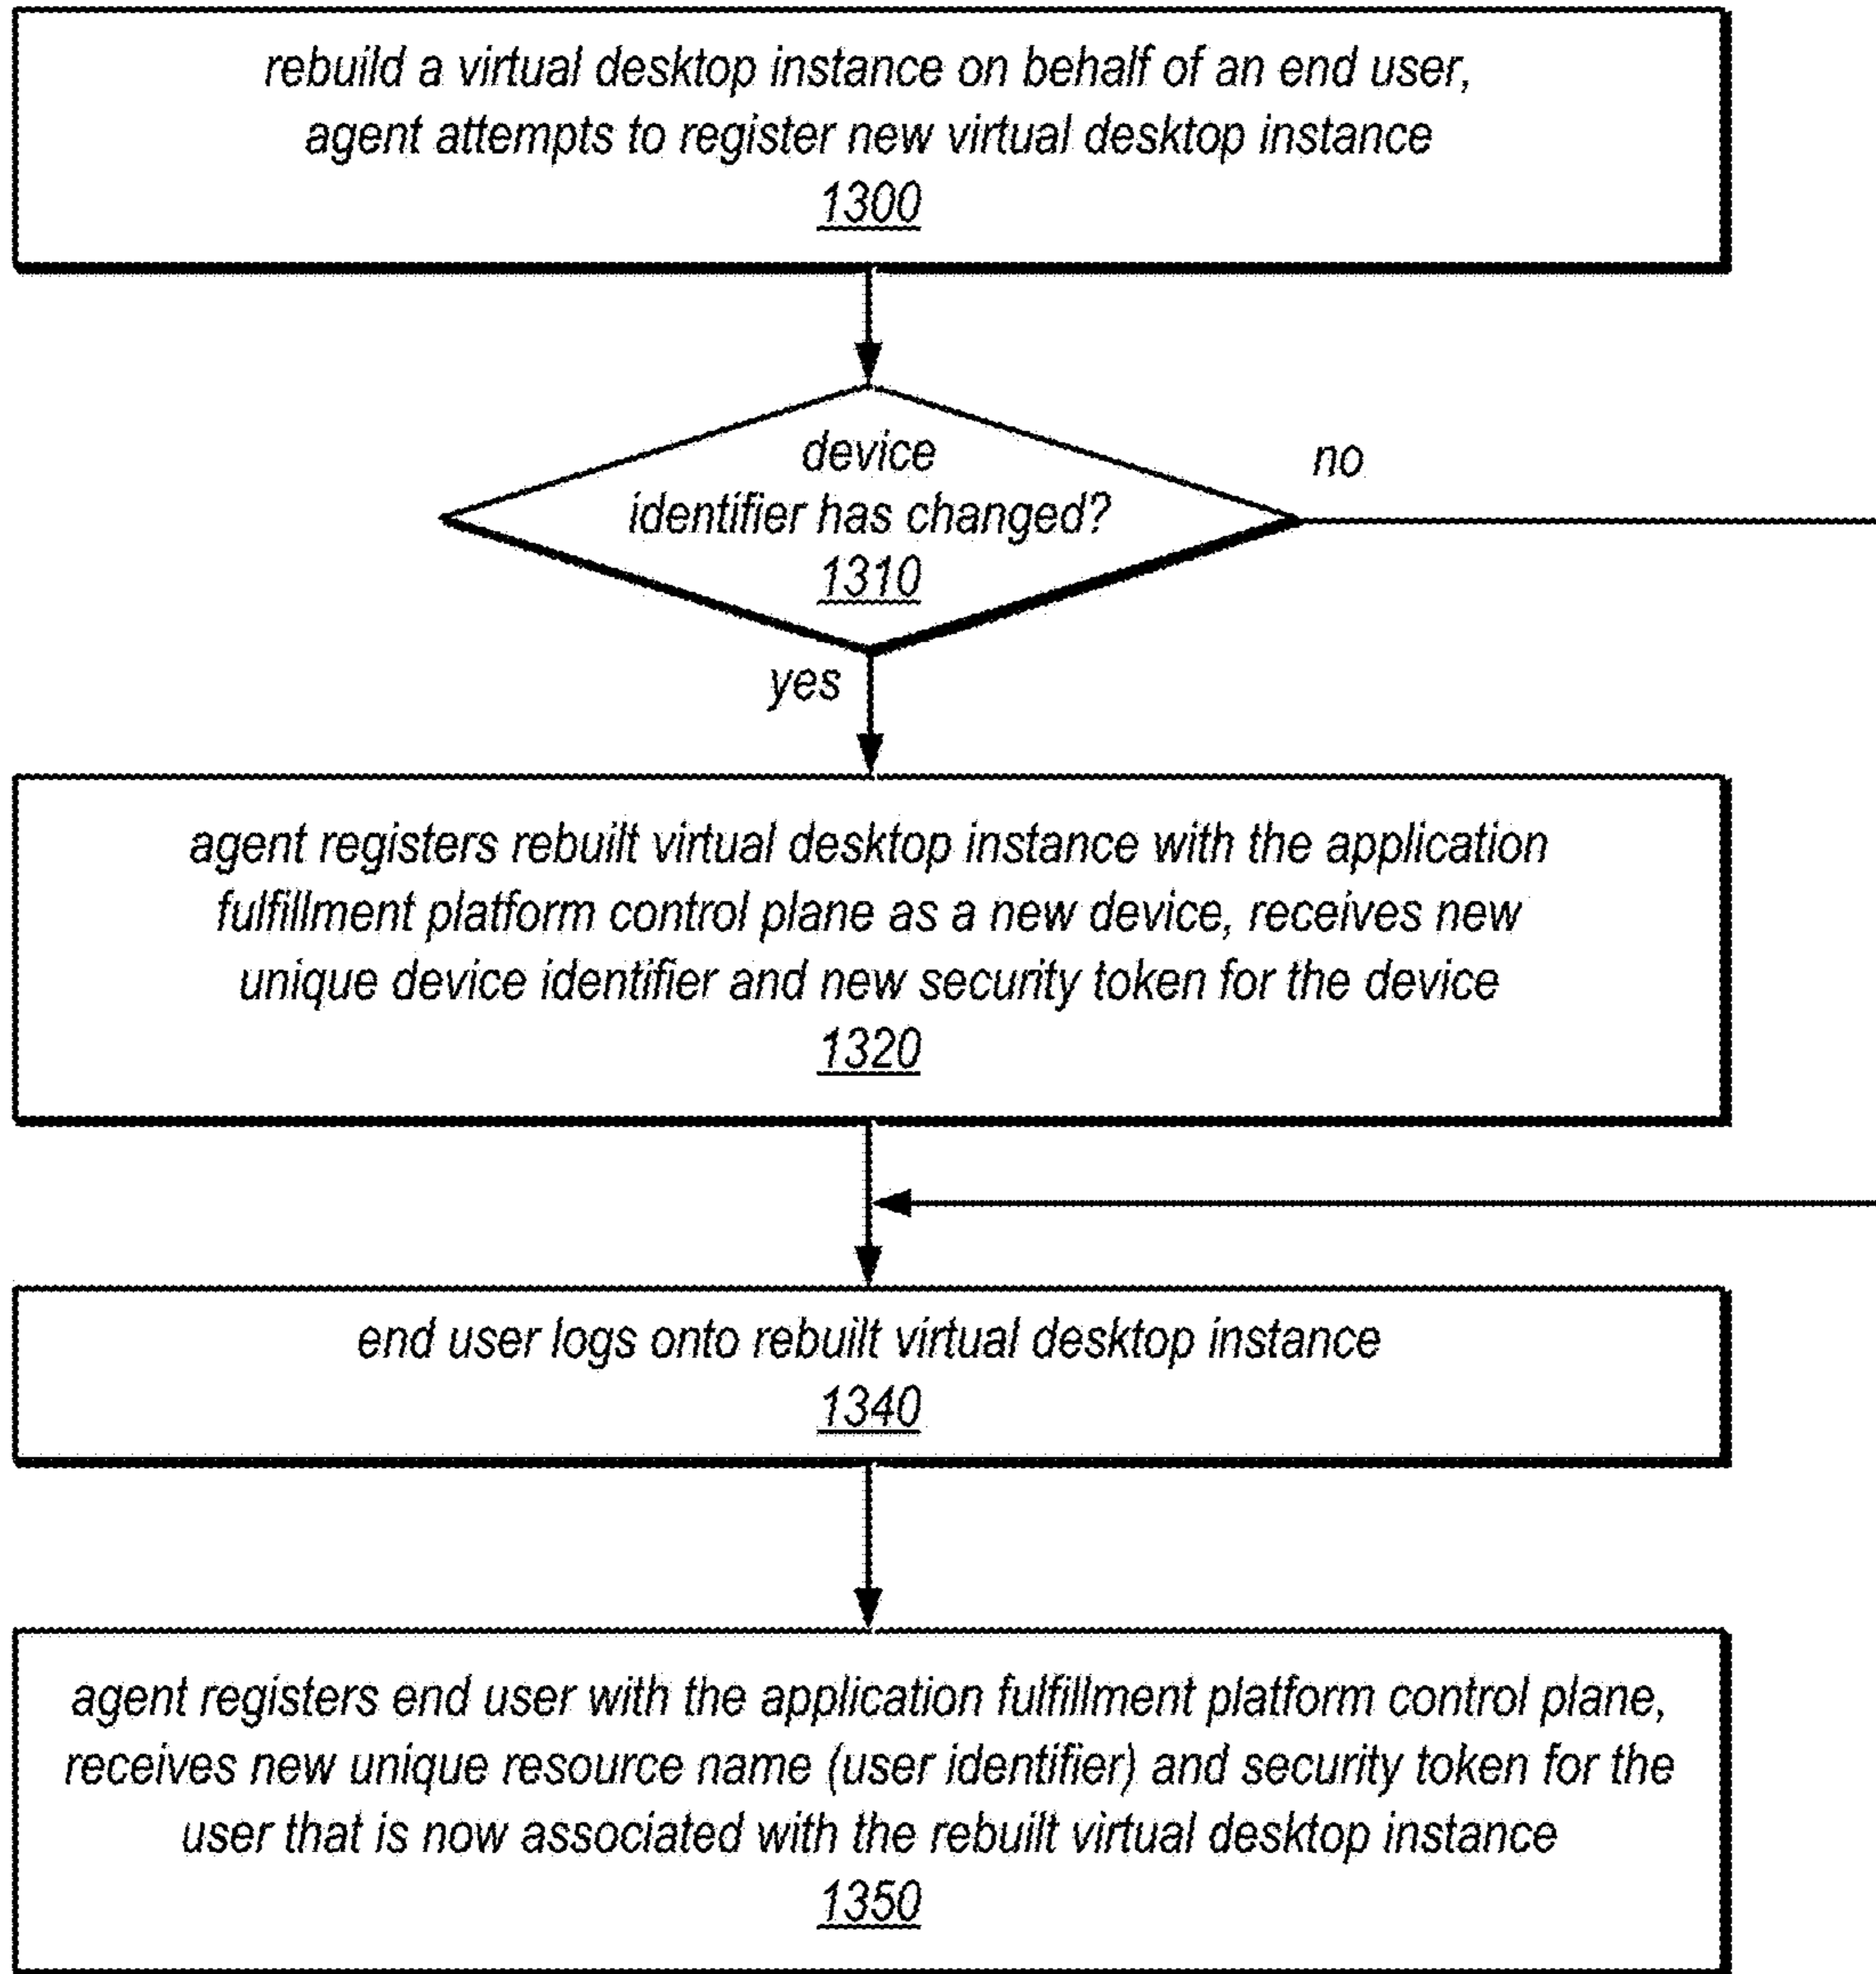 rebuild a virtual desktop instance on behalf of an end user,
agent attempts to register new virtual desktop instance
1300
device
identifier has changed?
1310
no
yes
agent registers rebuilt virtual desktop instance with the application
fulfillment platform control plane as a new device, receives new
unique device identifier and new security token for the device
1320
end user logs onto rebuilt virtual desktop instance
1340
agent registers end user with the application fulfillment platform control plane,
receives new unique resource name (user identifier) and security token for the
user that is now associated with the rebuilt virtual desktop instance
1350